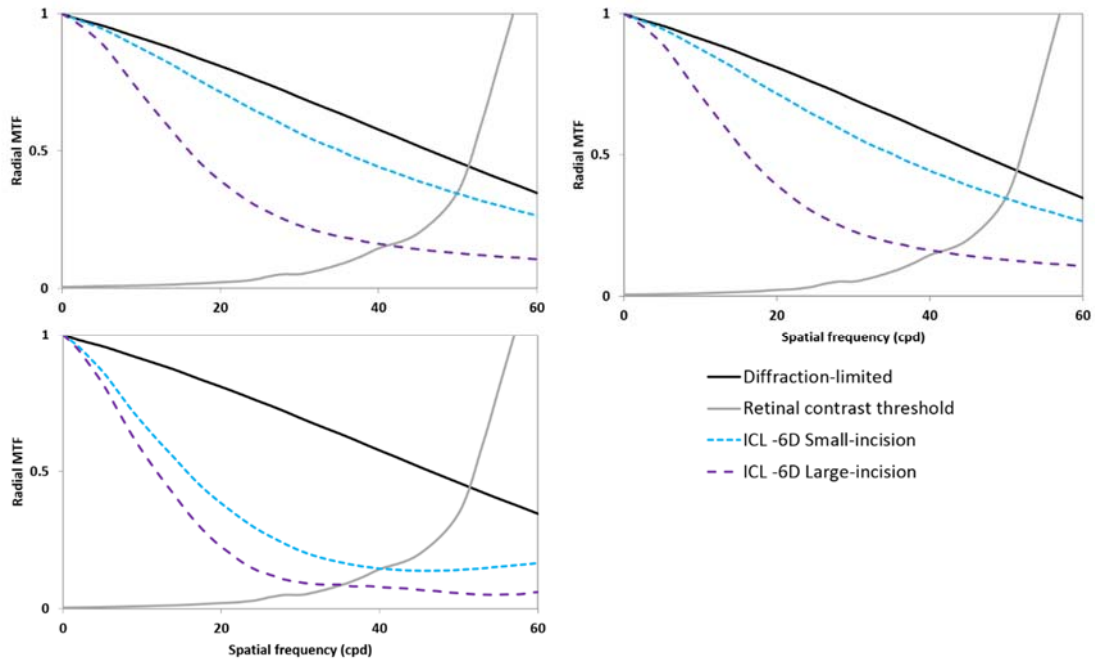 1
0.5
0
Radial MTF
0
20
40
60
1
0.5
0
Radial MTF
0
20
40
60
Spatial frequency (cpd)
1
0.5
0
Radial MTF
0
20
40
60
Spatial frequency (cpd)
Diffraction-limited
Retinal contrast threshold
ICL -6D Small-incision
ICL -6D Large-incision